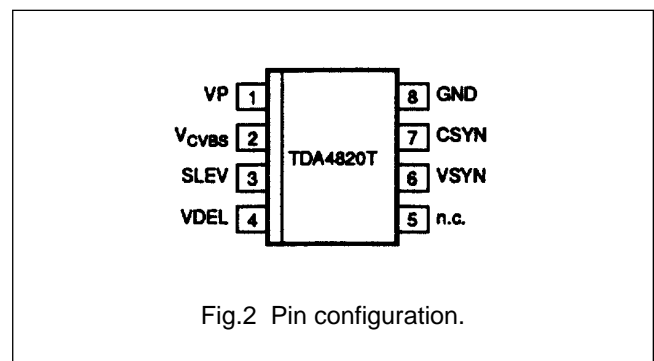 VP 1 8 GND
VCVBS 2 7 CSYN
TDA4820T
SLEV 3 6 VSYN
VDEL 4 5 n.c.
Fig.2 Pin configuration.